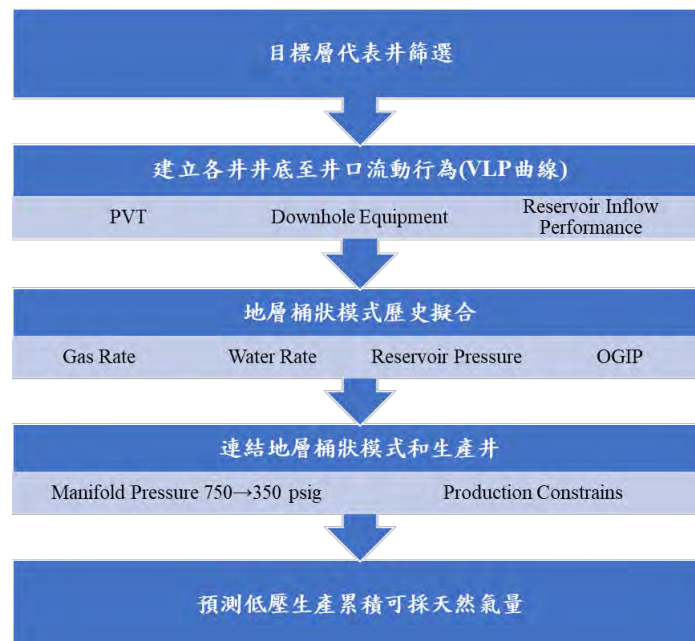 目標層代表井篩選
建立各井井底至井口流動行為(VLP曲線)
PVT
Downhole Equipment
Reservoir Inflow
Performance
地層桶狀模式歷史擬合
Gas Rate
Water Rate
Reservoir Pressure
OGIP
連結地層桶狀模式和生產井
Manifold Pressure 750→350 psig
Production Constrains
預測低壓生產累積可採天然氣量